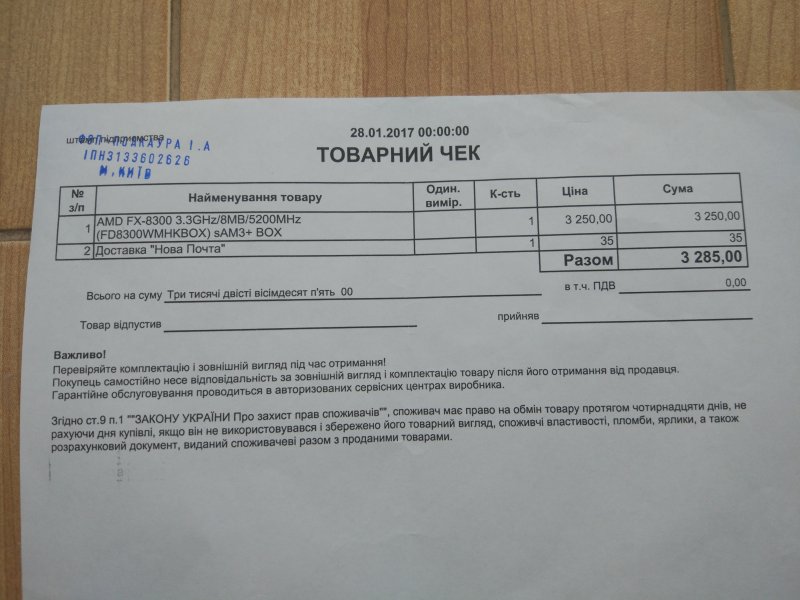 28.01.2017 00:00:00
ТОВАРНИЙ ЧЕК
штамп підприємства
ФОП І.А
ІПН3133602626
м.КИЇВ
№ з/п Найменування товару Один. вимір. К-сть Ціна Сума
1 AMD FX-8300 3.3GHz/8MB/5200MHz 1 3 250,00 3 250,00
(FD8300WMHKBOX) sAM3+ BOX
2 Доставка "Нова Почта" 1 35 35
Разом 3 285,00
Всього на суму Три тисячі двісті вісімдесят п'ять 00 в т.ч. ПДВ 0,00
Товар відпустив прийняв
Важливо!
Перевіряйте комплектацію і зовнішній вигляд під час отримання!
Покупець самостійно несе відповідальність за зовнішній вигляд і комплектацію товару після його отримання від продавця.
Гарантійне обслуговування проводиться в авторизованих сервісних центрах виробника.
Згідно ст.9 п.1 ""ЗАКОНУ УКРАЇНИ Про захист прав споживачів"", споживач має право на обмін товару протягом чотирнадцяти днів, не
рахуючи дня купівлі, якщо він не використовувався і збережено його товарний вигляд, споживчі властивості, пломби, ярлики, а також
розрахунковий документ, виданий споживачеві разом з проданими товарами.